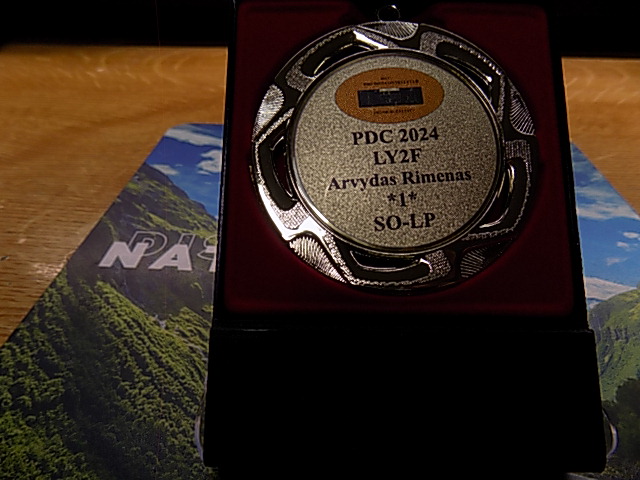 PDC 2024
LY2F
Arvydas Rimenas
*1*
SO-LP